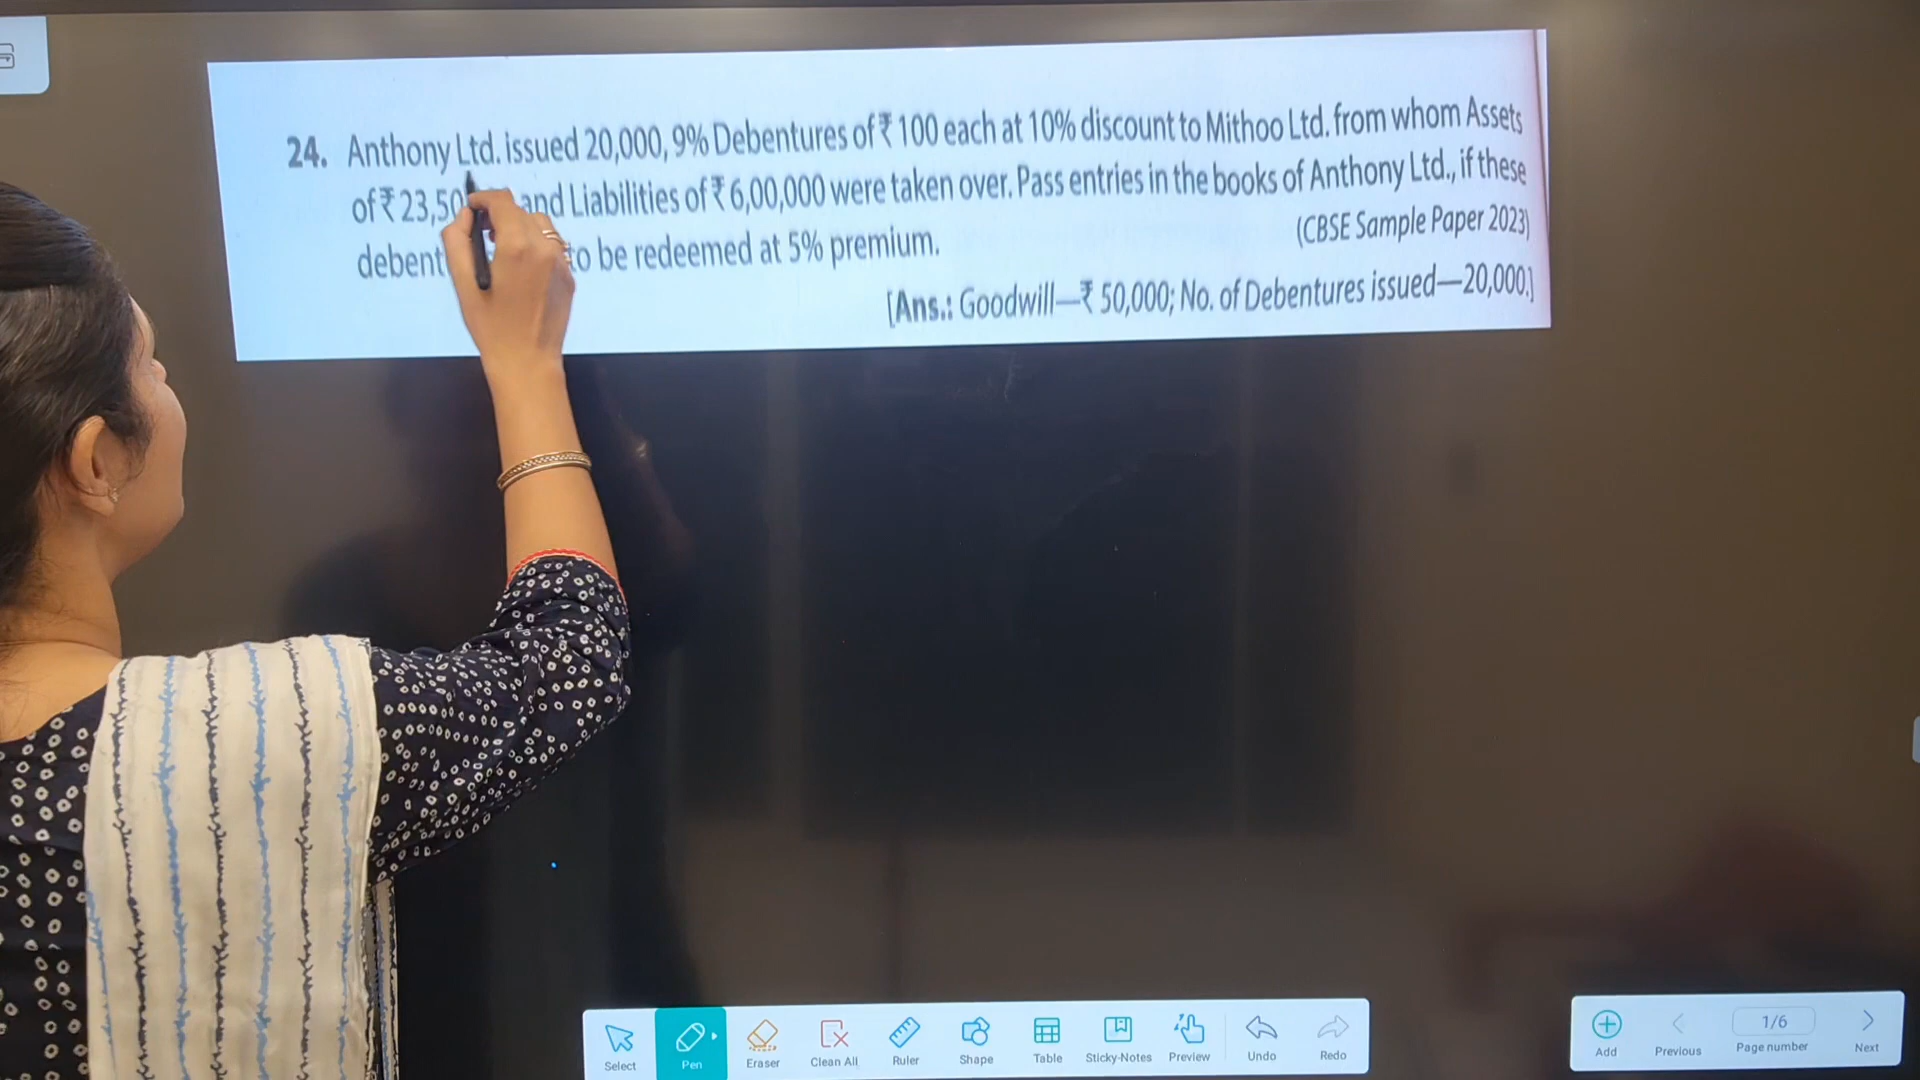 24. Anthony Ltd. issued 20,000, 9% Debentures of ₹ 100 each at 10% discount to Mithoo Ltd. from whom Assets
of ₹ 23,50 and Liabilities of ₹ 6,00,000 were taken over. Pass entries in the books of Anthony Ltd., if these
debent to be redeemed at 5% premium. (CBSE Sample Paper 2023)
[Ans.: Goodwill—₹ 50,000; No. of Debentures issued—20,000.]
Select Pen Eraser Clean All Ruler Shape Table Sticky-Notes Preview Undo Redo
1/6
Add Previous Page number Next